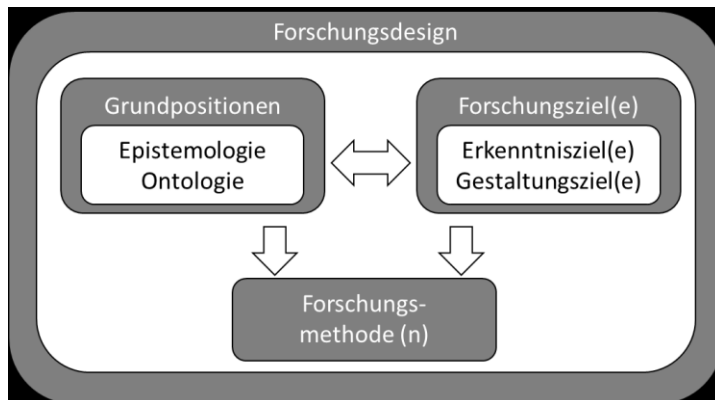 Forschungsdesign
Grundpositionen
Epistemologie
Ontologie
Forschungsziel(e)
Erkenntnisziel(e)
Gestaltungsziel(e)
Forschungs-
methode (n)